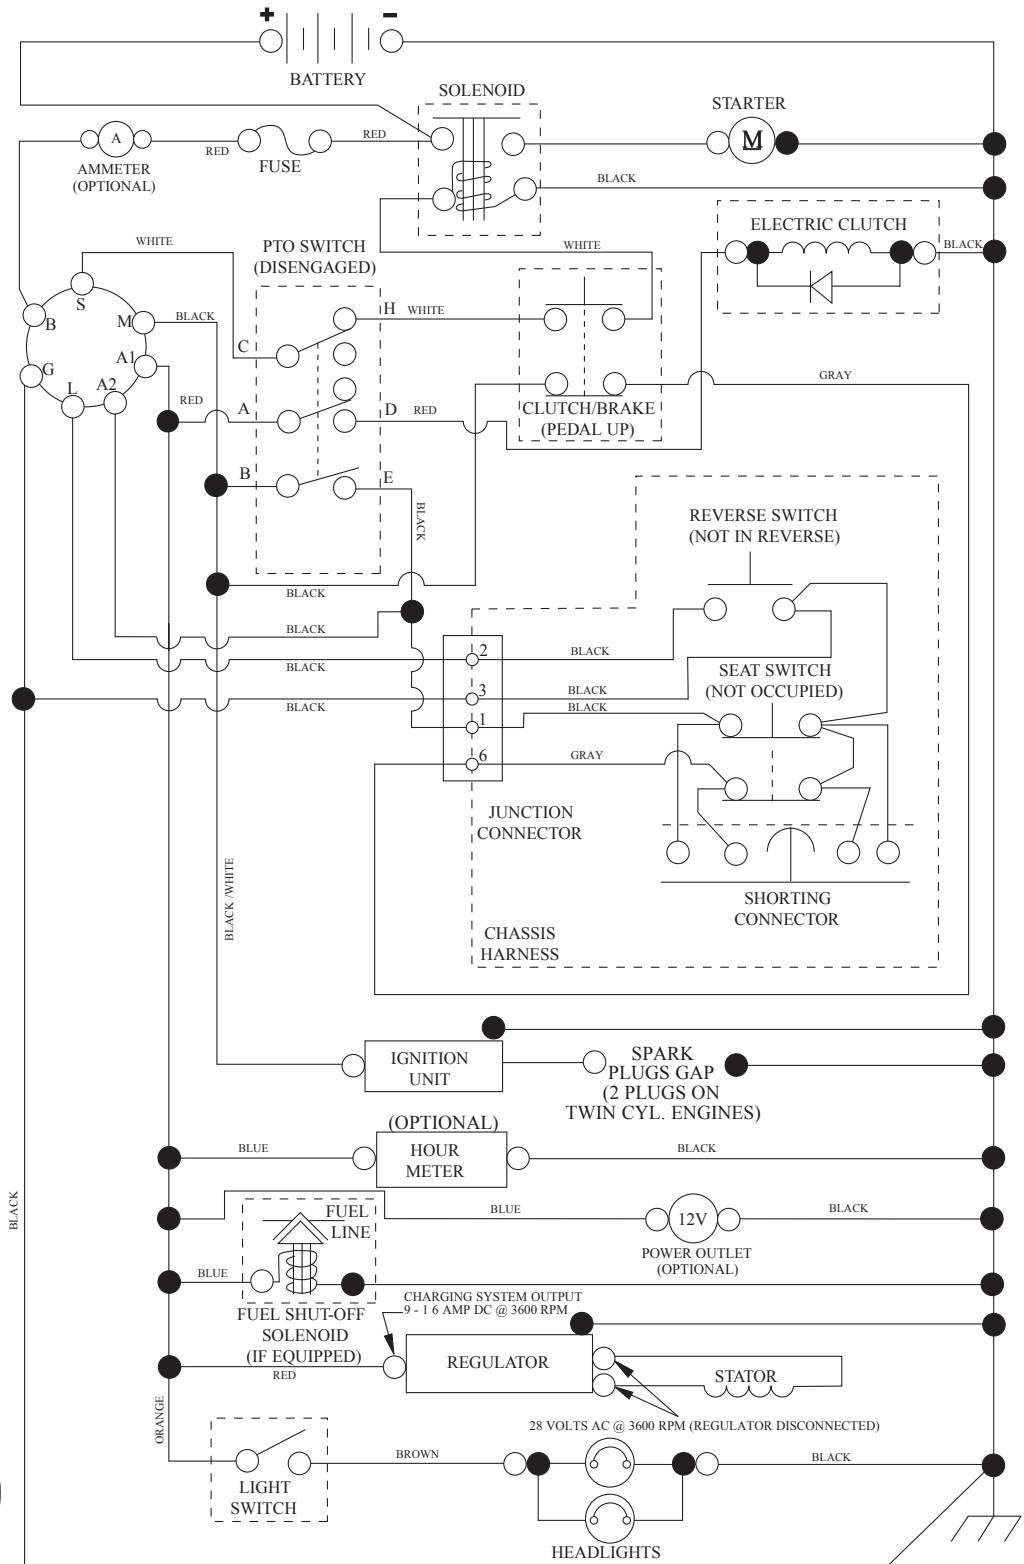 + −
BATTERY
SOLENOID
STARTER
A
RED
FUSE
RED
M
AMMETER
(OPTIONAL)
BLACK
ELECTRIC CLUTCH
WHITE
PTO SWITCH
(DISENGAGED)
WHITE
BLACK
S
B
M
BLACK
H
WHITE
C
G
A1
L
A2
RED
A
D
RED
GRAY
CLUTCH/BRAKE
(PEDAL UP)
B
E
BLACK
REVERSE SWITCH
(NOT IN REVERSE)
BLACK
BLACK
BLACK
2
BLACK
SEAT SWITCH
(NOT OCCUPIED)
3
BLACK
BLACK
BLACK
1
6
GRAY
JUNCTION
CONNECTOR
SHORTING
CONNECTOR
BLACK /WHITE
CHASSIS
HARNESS
IGNITION
UNIT
SPARK
PLUGS GAP
(2 PLUGS ON
TWIN CYL. ENGINES)
(OPTIONAL)
HOUR
METER
BLUE
BLACK
BLACK
FUEL
LINE
BLUE
12V
BLACK
POWER OUTLET
(OPTIONAL)
BLUE
CHARGING SYSTEM OUTPUT
9 - 1 6 AMP DC @ 3600 RPM
FUEL SHUT-OFF
SOLENOID
(IF EQUIPPED)
RED
REGULATOR
STATOR
ORANGE
28 VOLTS AC @ 3600 RPM (REGULATOR DISCONNECTED)
BROWN
BLACK
LIGHT
SWITCH
HEADLIGHTS